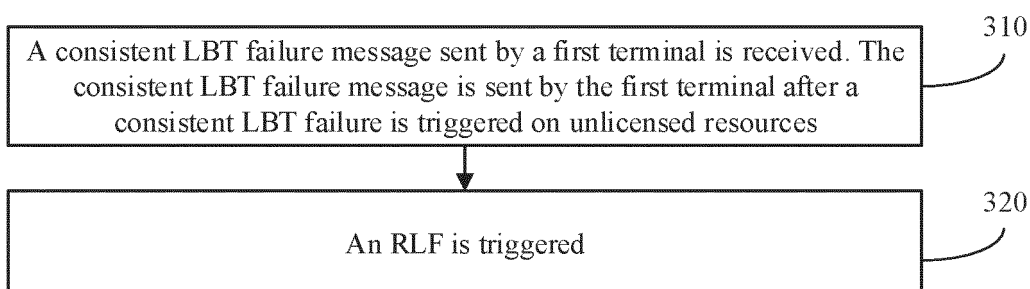 310
A consistent LBT failure message sent by a first terminal is received. The
consistent LBT failure message is sent by the first terminal after a
consistent LBT failure is triggered on unlicensed resources
320
An RLF is triggered